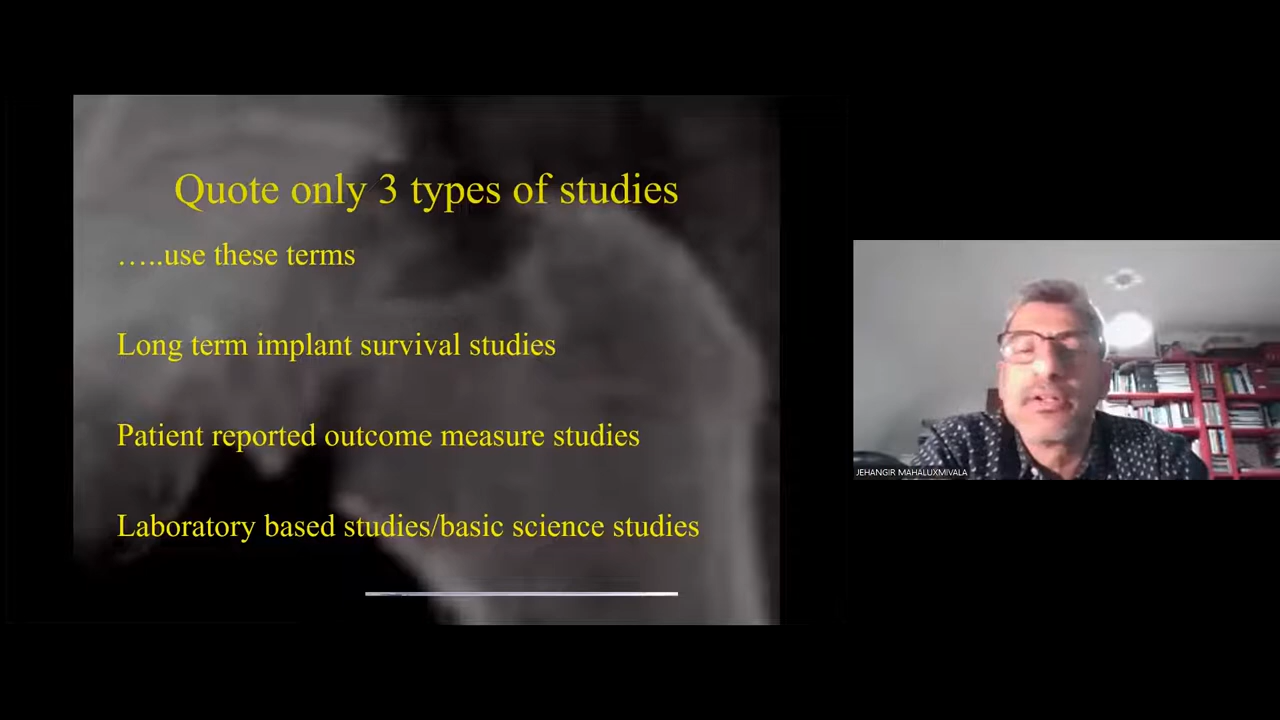 Quote only 3 types of studies
…..use these terms
Long term implant survival studies
Patient reported outcome measure studies
Laboratory based studies/basic science studies
JEHANGIR MAHALUXMIVALA